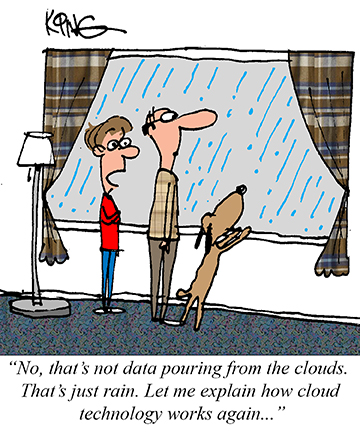 KING
“No, that’s not data pouring from the clouds.
That’s just rain. Let me explain how cloud
technology works again...”